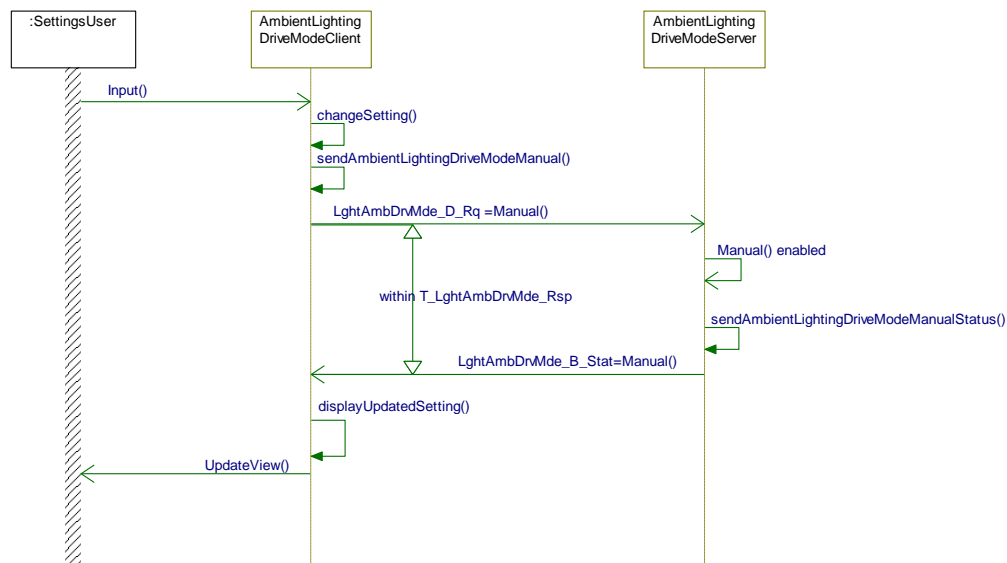 :SettingsUser
AmbientLighting
DriveModeClient
AmbientLighting
DriveModeServer
Input()
changeSetting()
sendAmbientLightingDriveModeManual()
LghtAmbDrvMde_D_Rq =Manual()
Manual() enabled
within T_LghtAmbDrvMde_Rsp
sendAmbientLightingDriveModeManualStatus()
LghtAmbDrvMde_B_Stat=Manual()
displayUpdatedSetting()
UpdateView()